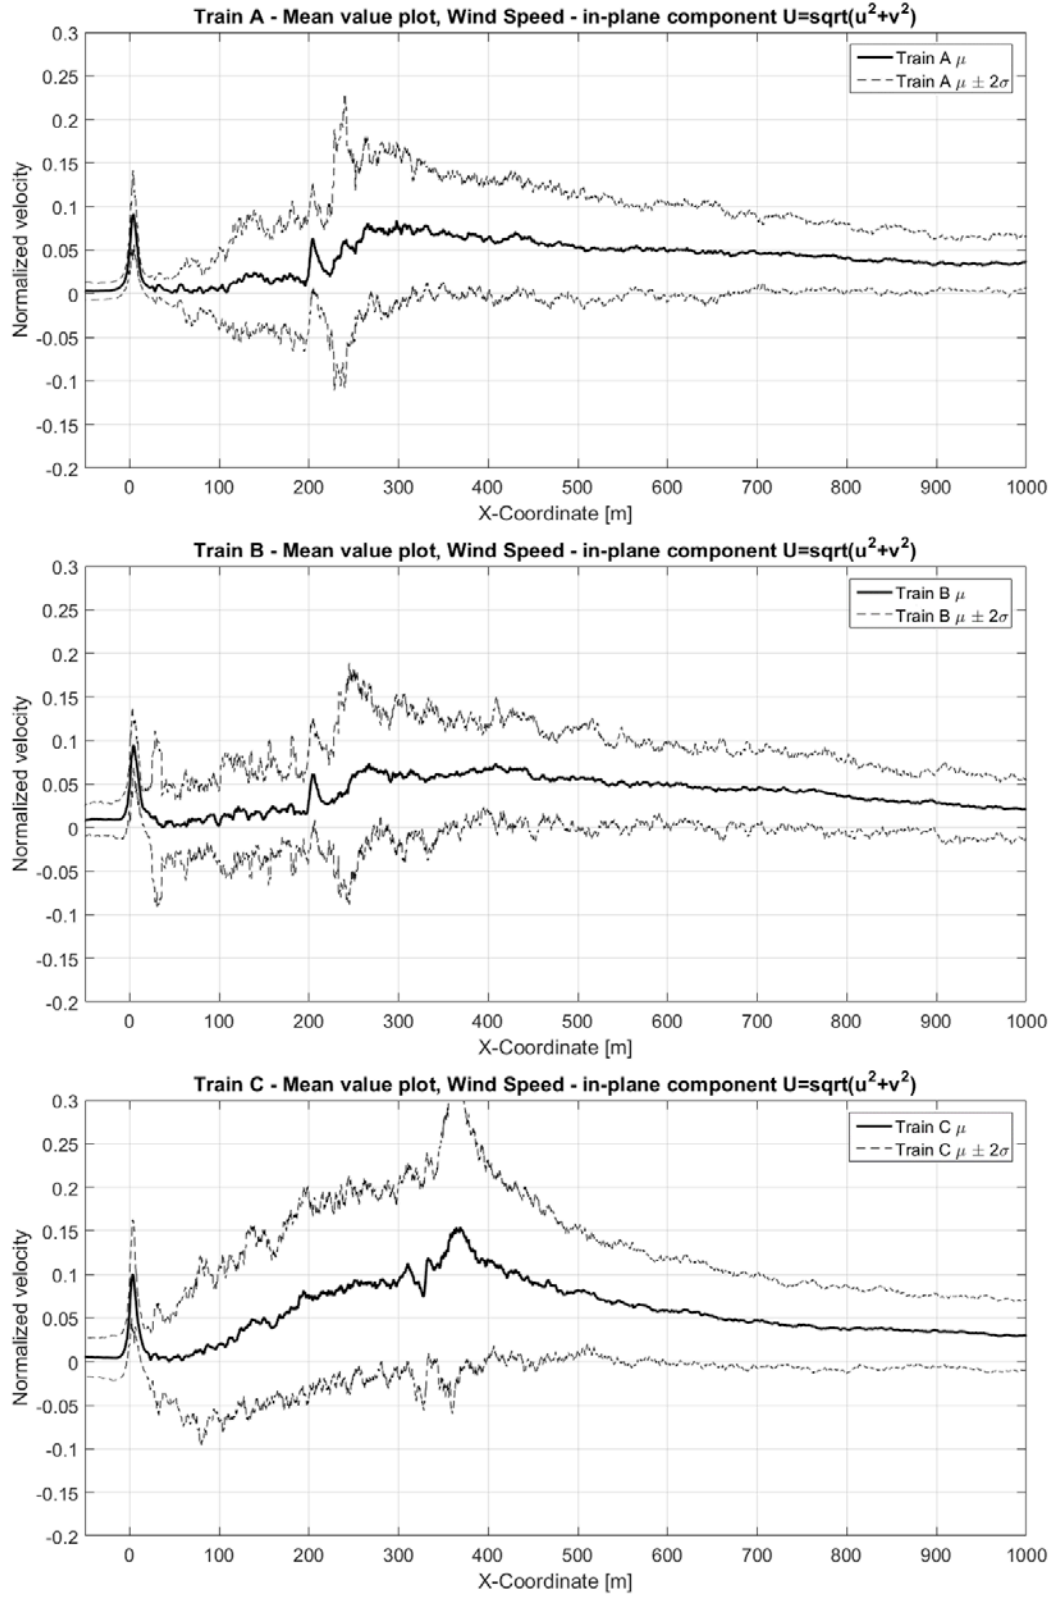 Train A - Mean value plot, Wind Speed - in-plane component U=sqrt(u²+v²)
0.3
0.25
0.2
0.15
0.1
0.05
0
-0.05
-0.1
-0.15
-0.2
Normalized velocity
Train A μ
Train A μ ± 2σ
0 100 200 300 400 500 600 700 800 900 1000
X-Coordinate [m]
Train B - Mean value plot, Wind Speed - in-plane component U=sqrt(u²+v²)
0.3
0.25
0.2
0.15
0.1
0.05
0
-0.05
-0.1
-0.15
-0.2
Normalized velocity
Train B μ
Train B μ ± 2σ
0 100 200 300 400 500 600 700 800 900 1000
X-Coordinate [m]
Train C - Mean value plot, Wind Speed - in-plane component U=sqrt(u²+v²)
0.3
0.25
0.2
0.15
0.1
0.05
0
-0.05
-0.1
-0.15
-0.2
Normalized velocity
Train C μ
Train C μ ± 2σ
0 100 200 300 400 500 600 700 800 900 1000
X-Coordinate [m]